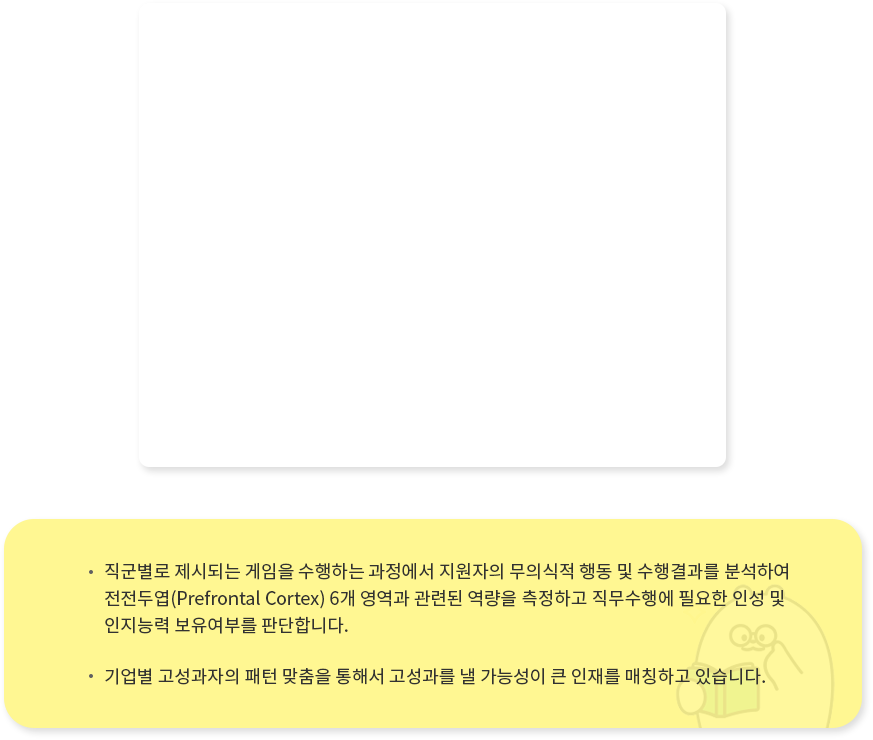 • 직군별로 제시되는 게임을 수행하는 과정에서 지원자의 무의식적 행동 및 수행결과를 분석하여
전전두엽(Prefrontal Cortex) 6개 영역과 관련된 역량을 측정하고 직무수행에 필요한 인성 및
인지능력 보유여부를 판단합니다.
• 기업별 고성과자의 패턴 맞춤을 통해서 고성과를 낼 가능성이 큰 인재를 매칭하고 있습니다.